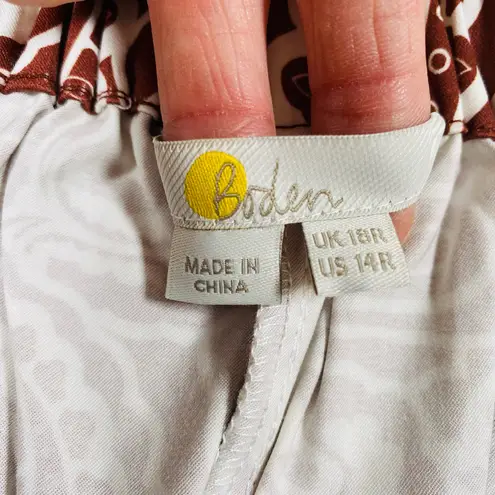 Boden
MADE IN
CHINA
UK 18R
US 14R